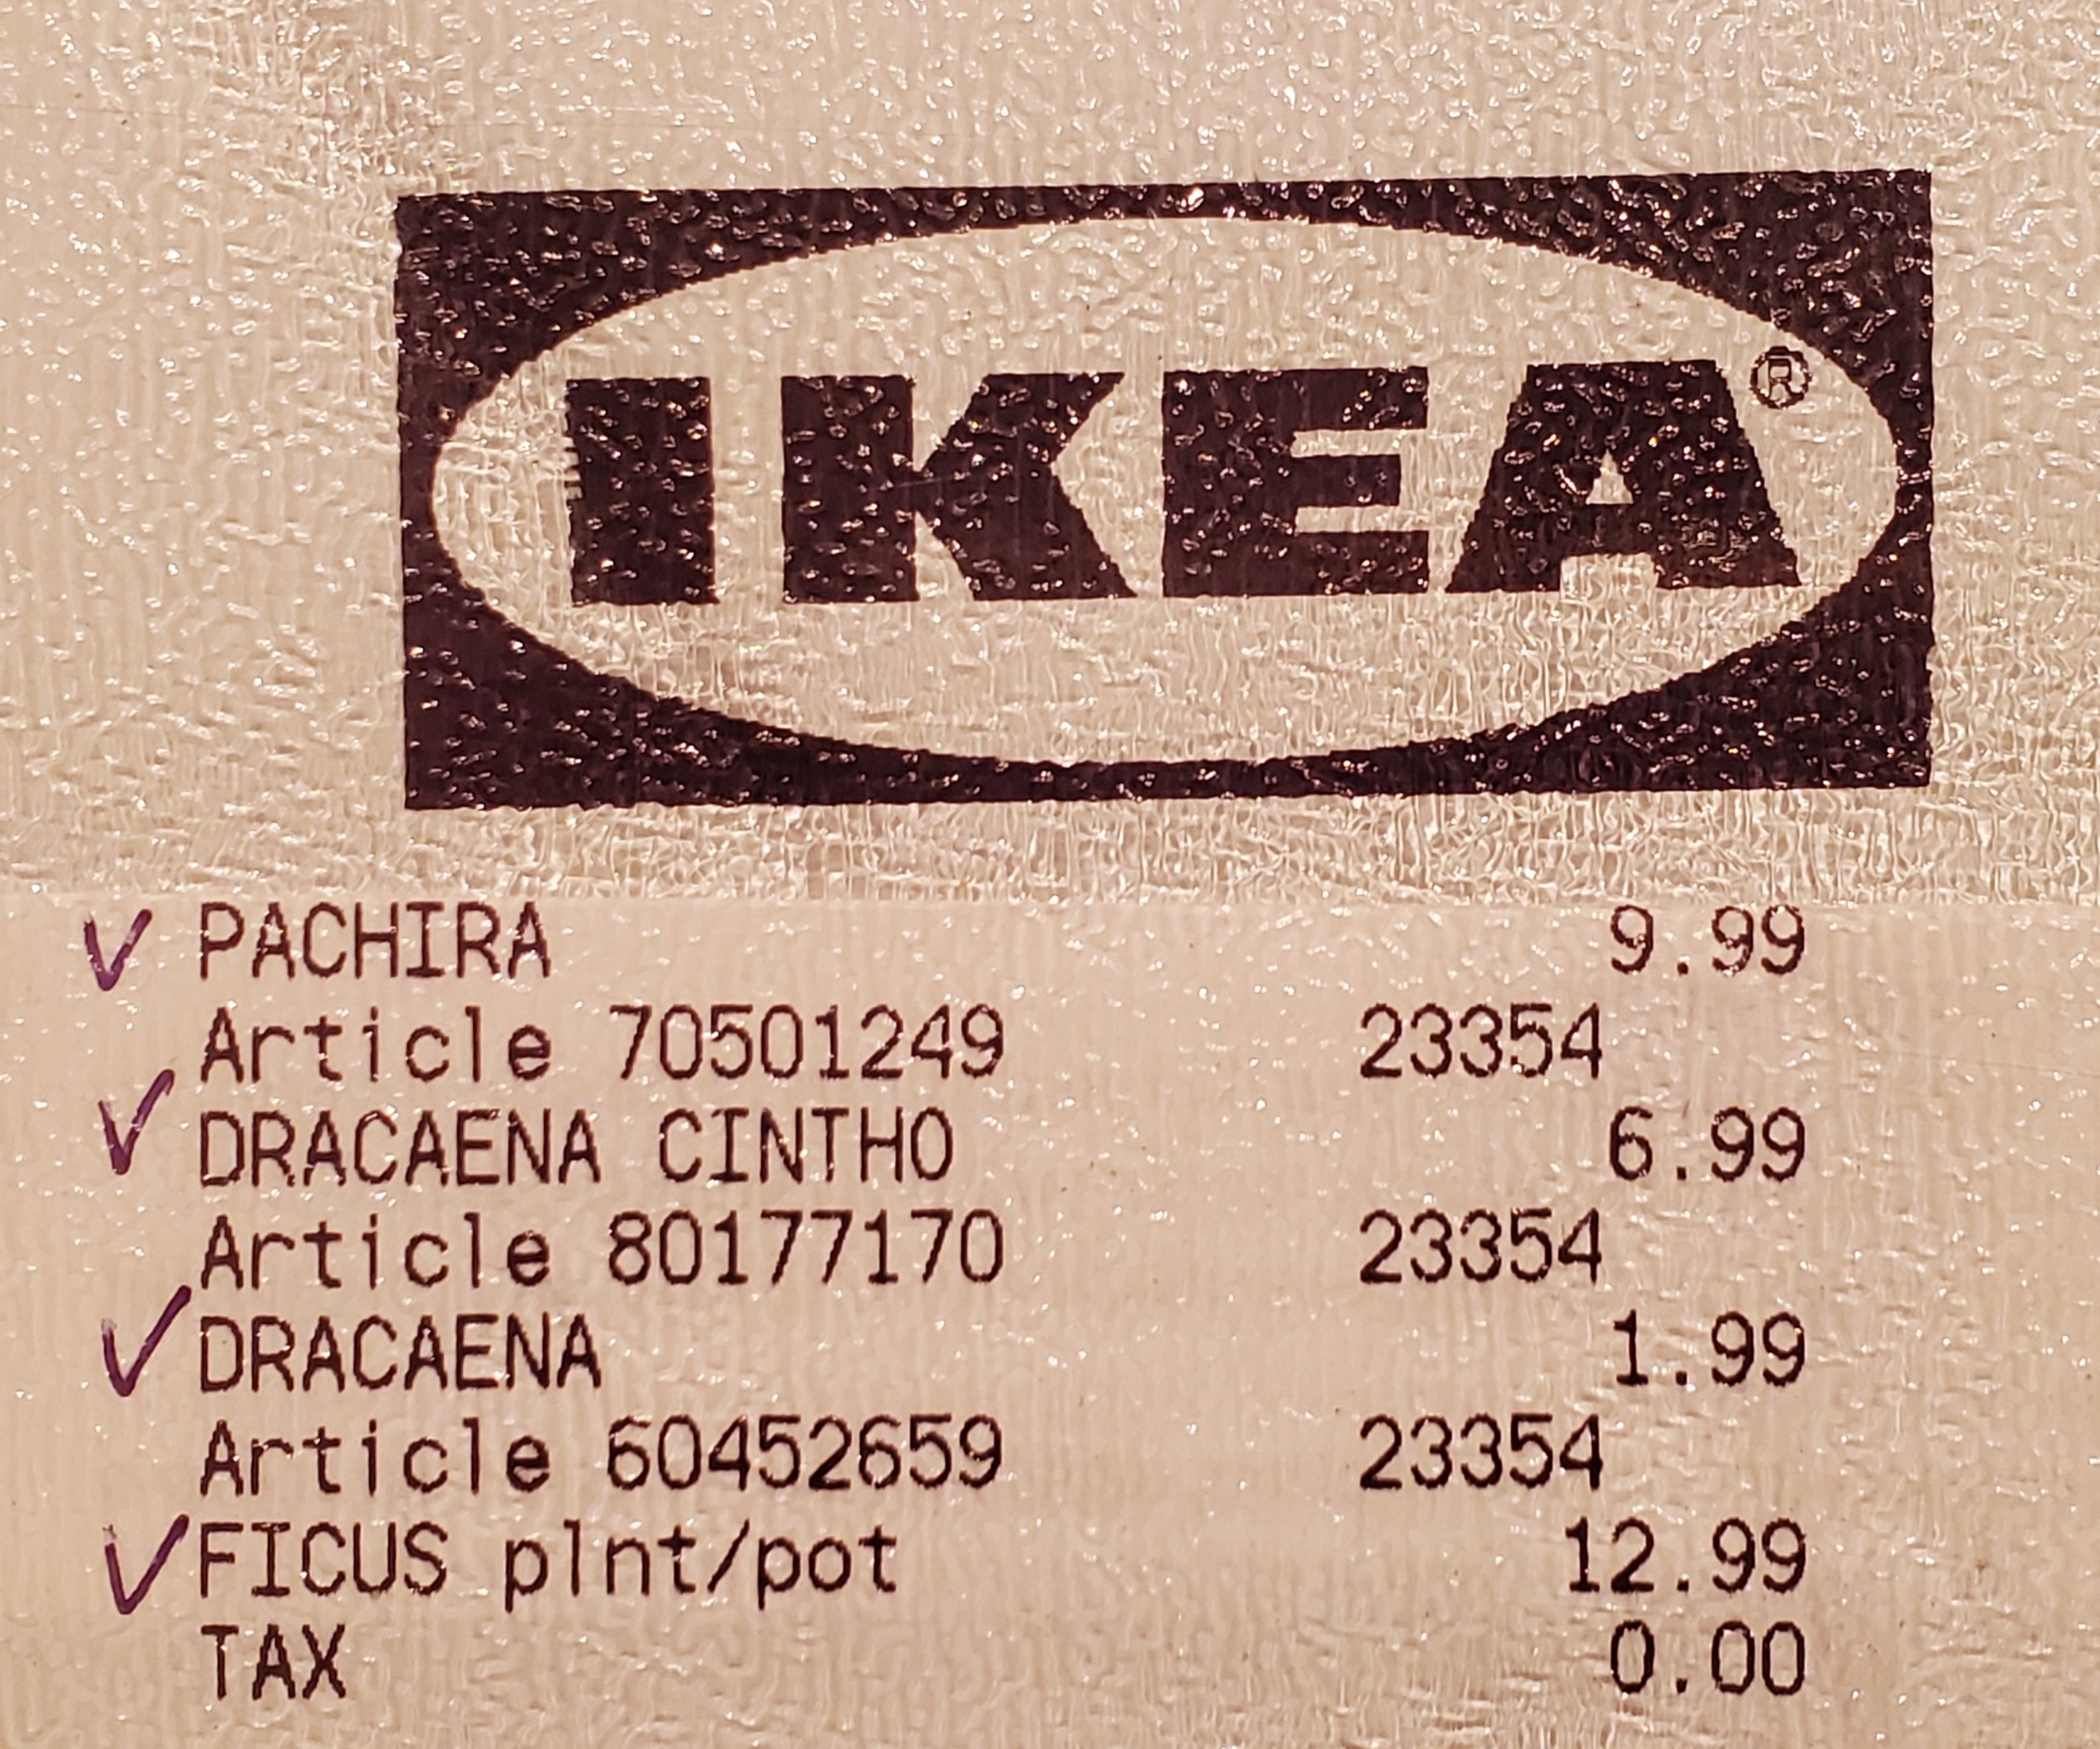 IKEA®
✓ PACHIRA 9.99
Article 70501249 23354
✓ DRACAENA CINTHO 6.99
Article 80177170 23354
✓ DRACAENA 1.99
Article 60452659 23354
✓ FICUS plnt/pot 12.99
TAX 0.00